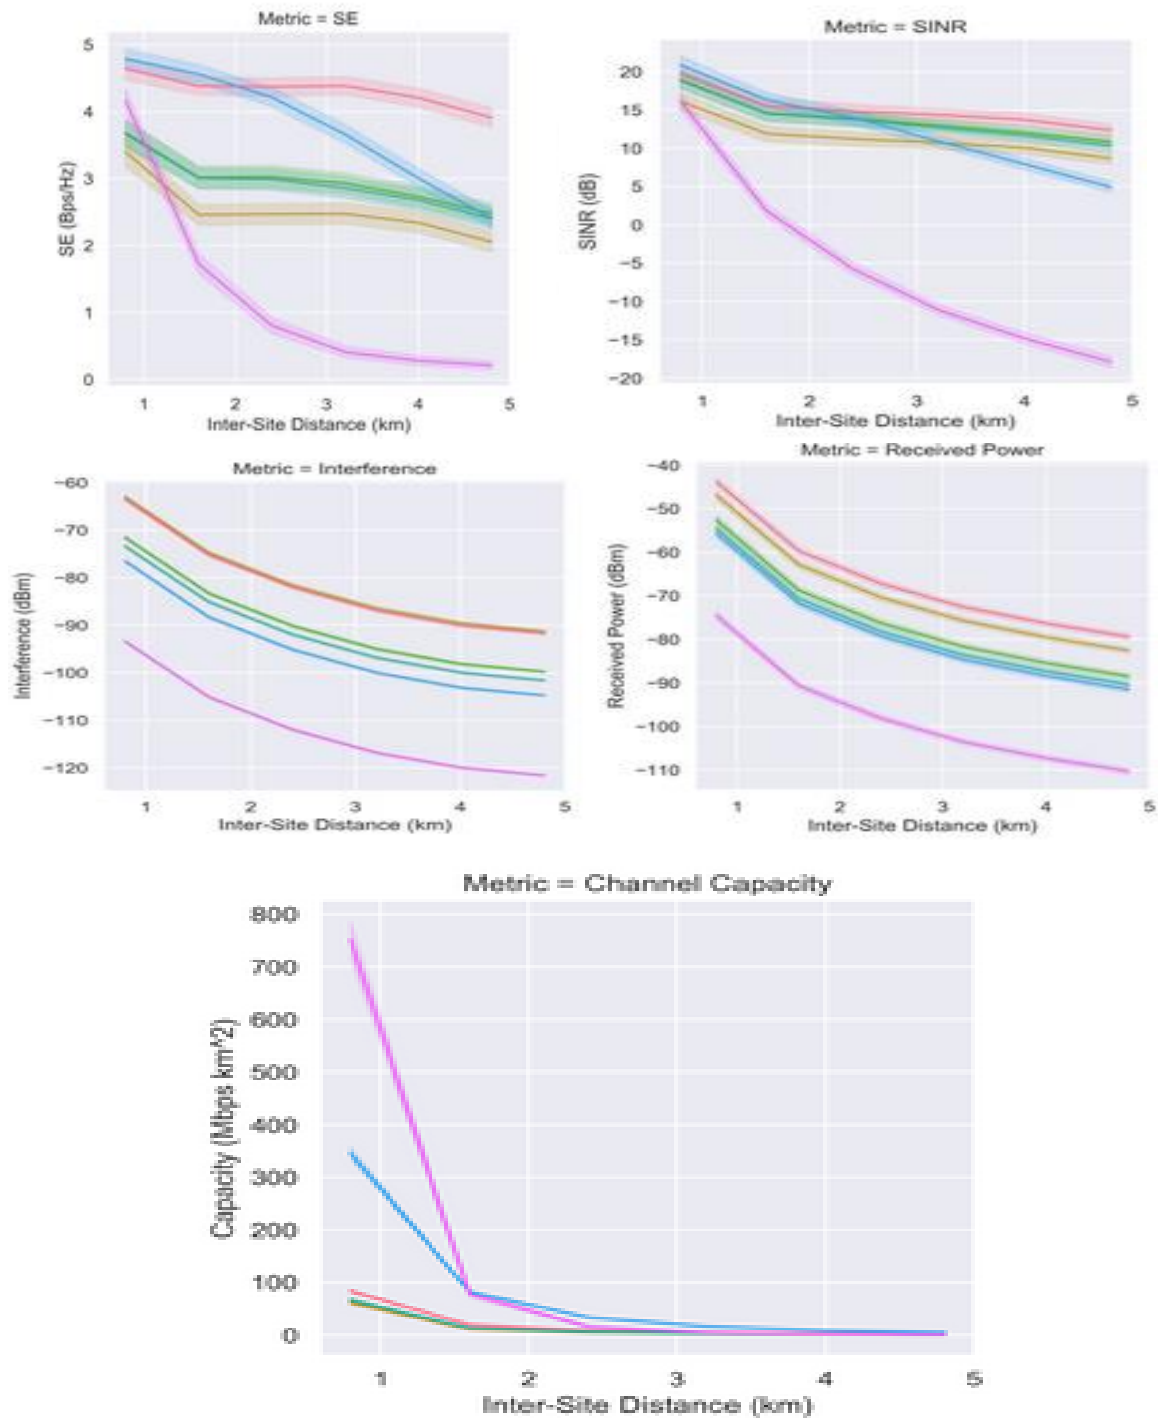 Metric = SE
5
4
3
2
1
0
SE (Bps/Hz)
1 2 3 4 5
Inter-Site Distance (km)
Metric = SINR
20
15
10
5
0
−5
−10
−15
−20
SINR (dB)
1 2 3 4 5
Inter-Site Distance (km)
Metric = Interference
−60
−70
−80
−90
−100
−110
−120
Interference (dBm)
1 2 3 4 5
Inter-Site Distance (km)
Metric = Received Power
−40
−50
−60
−70
−80
−90
−100
−110
Received Power (dBm)
1 2 3 4 5
Inter-Site Distance (km)
Metric = Channel Capacity
800
700
600
500
400
300
200
100
0
Capacity (Mbps km^2)
1 2 3 4 5
Inter-Site Distance (km)